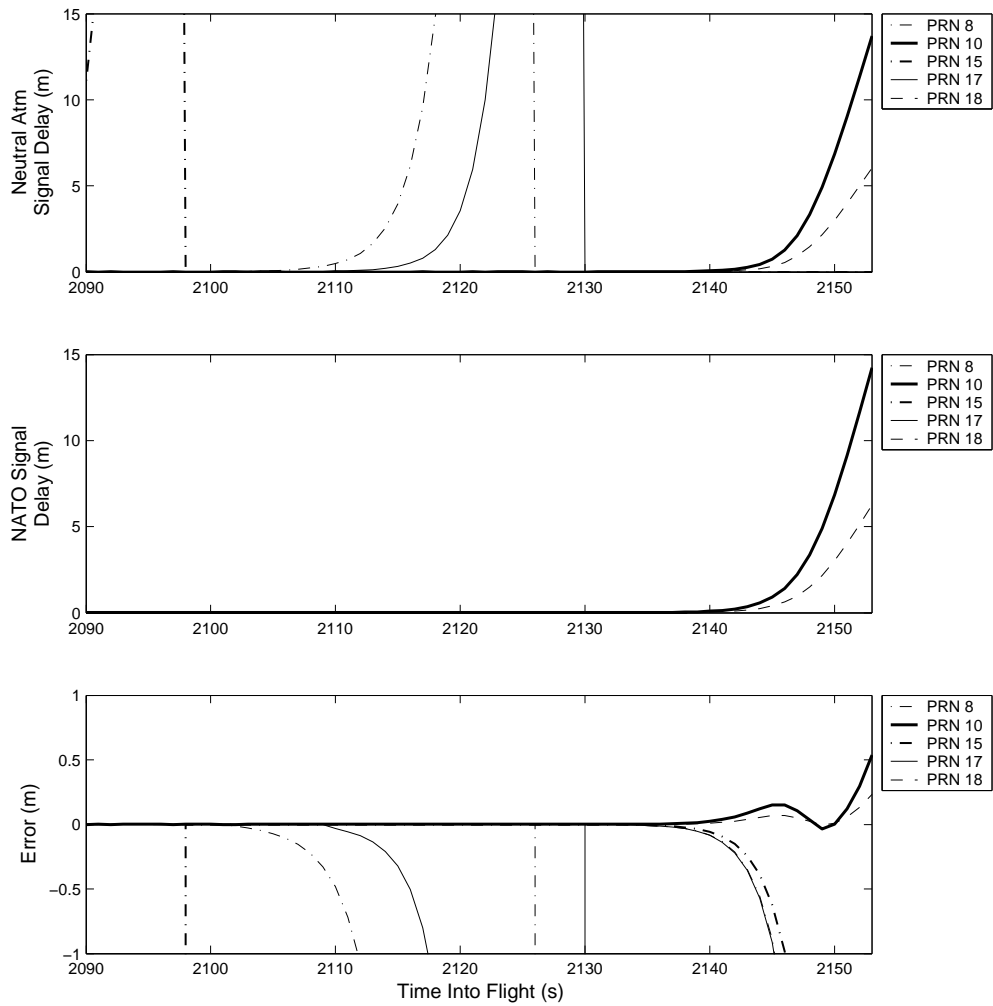 15
10
5
0
Neutral Atm
Signal Delay (m)
2090 2100 2110 2120 2130 2140 2150
PRN 8
PRN 10
PRN 15
PRN 17
PRN 18
15
10
5
0
NATO Signal
Delay (m)
2090 2100 2110 2120 2130 2140 2150
PRN 8
PRN 10
PRN 15
PRN 17
PRN 18
1
0.5
0
−0.5
−1
Error (m)
2090 2100 2110 2120 2130 2140 2150
PRN 8
PRN 10
PRN 15
PRN 17
PRN 18
Time Into Flight (s)